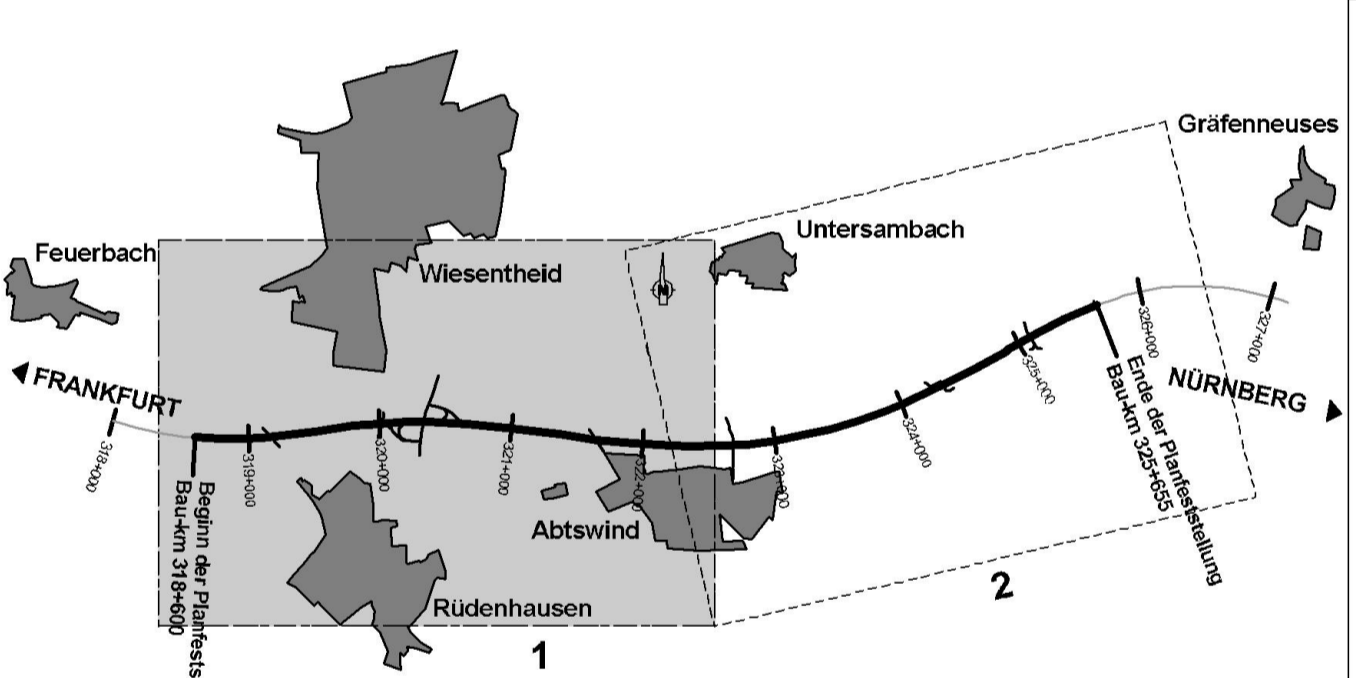 Gräfenneuses
Untersambach
Feuerbach
Wiesentheid
N
FRANKFURT
NÜRNBERG
318+000
319+000
320+000
321+000
322+000
324+000
325+000
326+000
327+000
Beginn der Planfests
Bau-km 318+600
Ende der Planfeststellung
Bau-km 325+655
Abtswind
Rüdenhausen
1
2